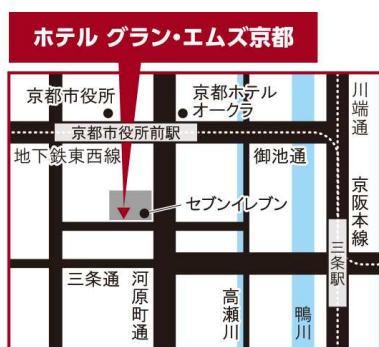 ホテル グラン・エムズ京都
京都市役所
京都ホテル
オークラ
川端通
京都市役所前駅
地下鉄東西線
御池通
京阪本線
セブンイレブン
三条駅
三条通
河原町通
高瀬川
鴨川